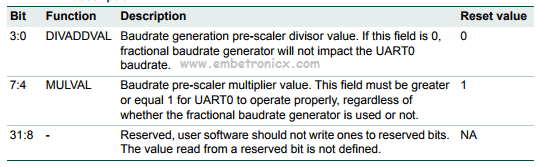 Bit Function Description Reset value
3:0 DIVADDVAL Baudrate generation pre-scaler divisor value. If this field is 0, 0
fractional baudrate generator will not impact the UART0
baudrate.
www.embetronicx.com
7:4 MULVAL Baudrate pre-scaler multiplier value. This field must be greater 1
or equal 1 for UART0 to operate properly, regardless of
whether the fractional baudrate generator is used or not.
31:8 - Reserved, user software should not write ones to reserved bits. NA
The value read from a reserved bit is not defined.